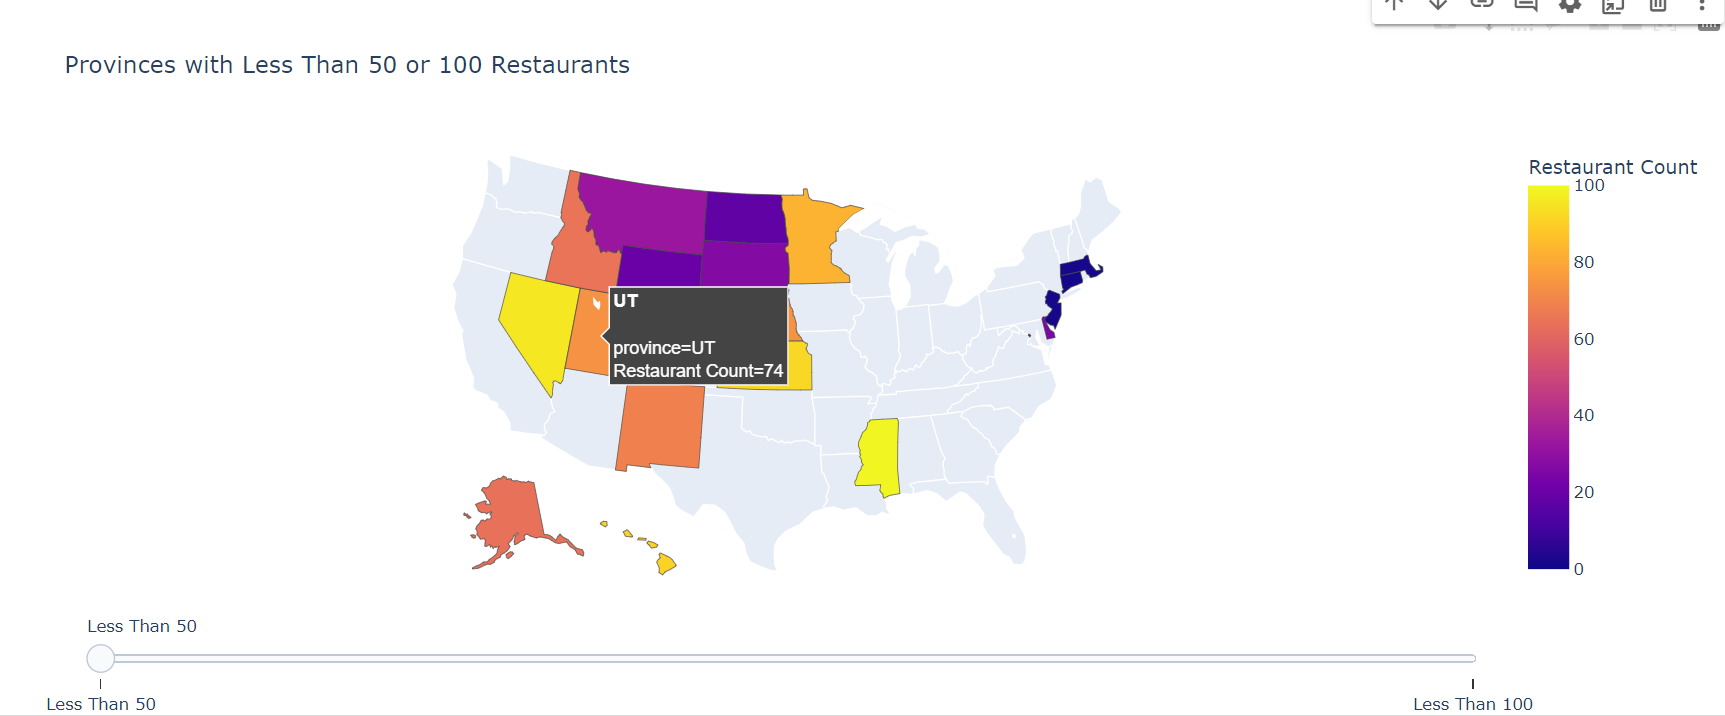 Provinces with Less Than 50 or 100 Restaurants
Restaurant Count
100
80
60
40
20
0
UT
province=UT
Restaurant Count=74
Less Than 50
Less Than 50
Less Than 100